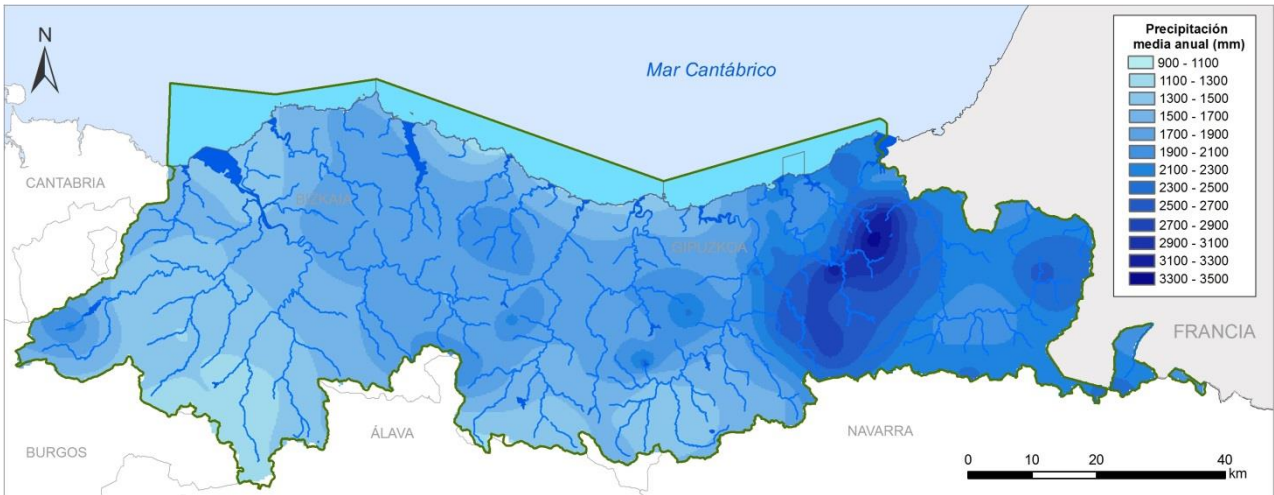 N
Mar Cantábrico
Precipitación
media anual (mm)
900 - 1100
1100 - 1300
1300 - 1500
1500 - 1700
1700 - 1900
1900 - 2100
2100 - 2300
2300 - 2500
2500 - 2700
2700 - 2900
2900 - 3100
3100 - 3300
3300 - 3500
CANTABRIA
BIZKAIA
GIPUZKOA
FRANCIA
BURGOS
ÁLAVA
NAVARRA
0 10 20 40
km